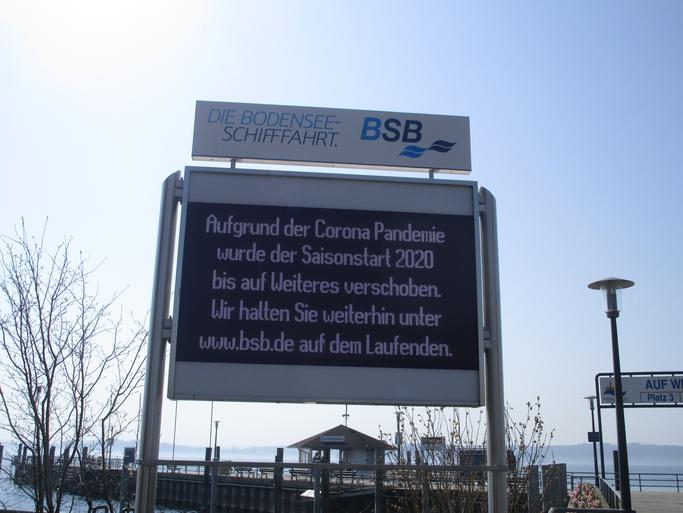 DIE BODENSEE-
SCHIFFFAHRT.
BSB
Aufgrund der Corona Pandemie
wurde der Saisonstart 2020
bis auf Weiteres verschoben.
Wir halten Sie weiterhin unter
www.bsb.de auf dem Laufenden.
AUF
Platz 3